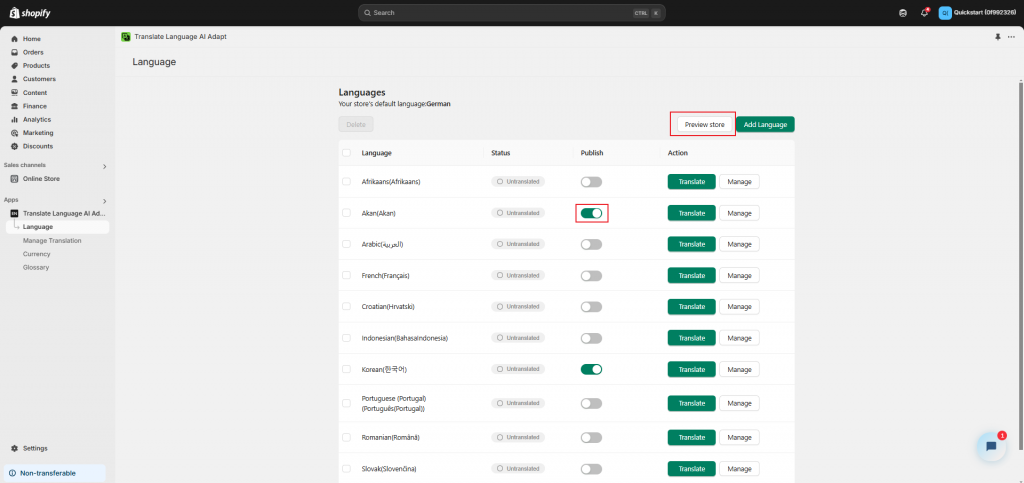 shopify
Search
CTRL K
Quickstart (0f992328)
Home
Orders
Products
Customers
Content
Finance
Analytics
Marketing
Discounts
Sales channels
Online Store
Apps
Translate Language AI Ad...
Language
Manage Translation
Currency
Glossary
Settings
Non-transferable
Translate Language AI Adapt
Language
Languages
Your store's default language:German
Delete
Preview store
Add Language
Language Status Publish Action
Afrikaans(Afrikaans) Untranslated Translate Manage
Akan(Akan) Untranslated Translate Manage
Arabic(العربية) Untranslated Translate Manage
French(Français) Untranslated Translate Manage
Croatian(Hrvatski) Untranslated Translate Manage
Indonesian(BahasaIndonesia) Untranslated Translate Manage
Korean(한국어) Untranslated Translate Manage
Portuguese (Portugal)
(Português(Portugal)) Untranslated Translate Manage
Romanian(Română) Untranslated Translate Manage
Slovak(Slovenčina) Untranslated Translate Manage
1